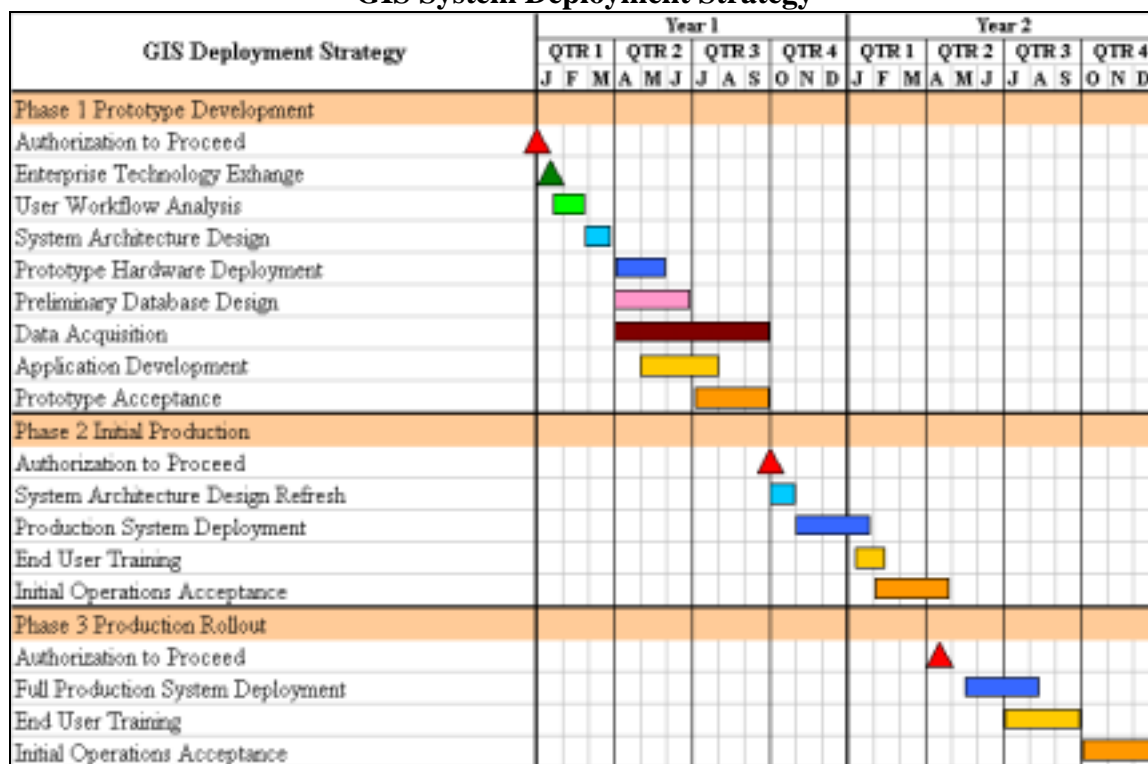 GIS System Deployment Strategy
GIS Deployment Strategy
Year 1 Year 2
QTR 1 QTR 2 QTR 3 QTR 4 QTR 1 QTR 2 QTR 3 QTR 4
J F M A M J J A S O N D J F M A M J J A S O N D
Phase 1 Prototype Development
Authorization to Proceed
Enterprise Technology Exhange
User Workflow Analysis
System Architecture Design
Prototype Hardware Deployment
Preliminary Database Design
Data Acquisition
Application Development
Prototype Acceptance
Phase 2 Initial Production
Authorization to Proceed
System Architecture Design Refresh
Production System Deployment
End User Training
Initial Operations Acceptance
Phase 3 Production Rollout
Authorization to Proceed
Full Production System Deployment
End User Training
Initial Operations Acceptance